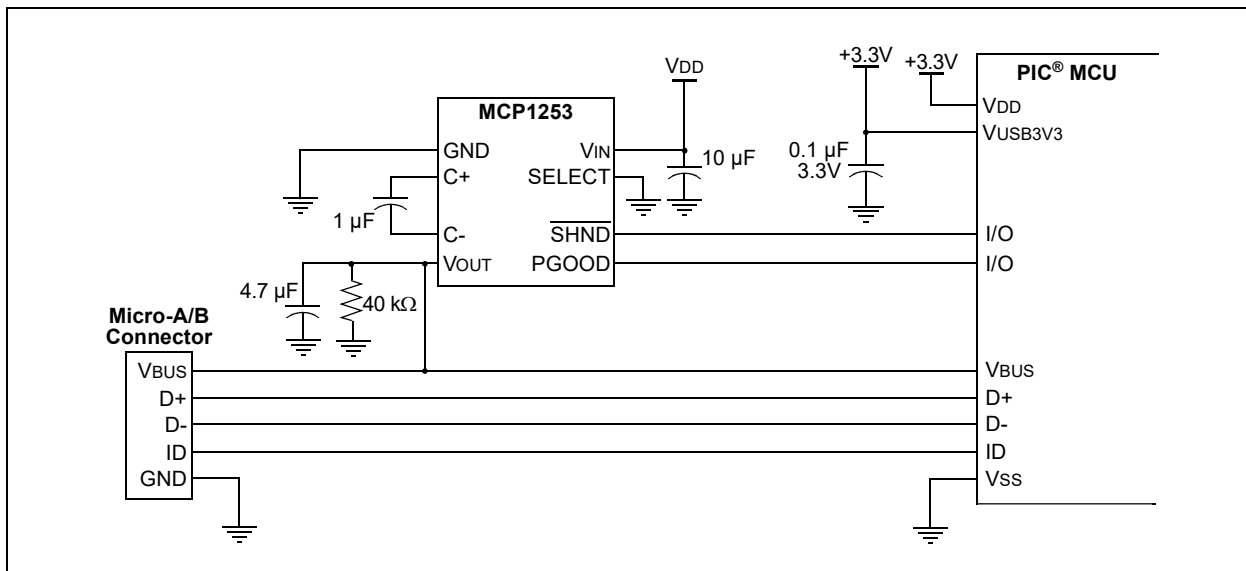 +3.3V
+3.3V
VDD
PIC® MCU
MCP1253
VDD
VUSB3V3
GND
VIN
10 µF
0.1 µF
3.3V
C+
SELECT
1 µF
C-
SHND
I/O
VOUT
PGOOD
I/O
4.7 µF
40 kΩ
Micro-A/B
Connector
VBUS
VBUS
D+
D+
D-
D-
ID
ID
GND
VSS